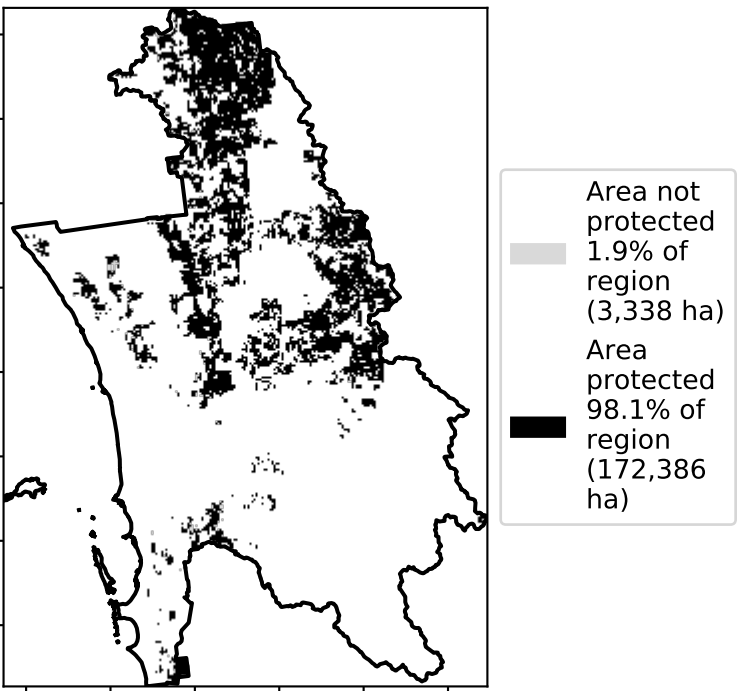 Area not
protected
1.9% of
region
(3,338 ha)
Area
protected
98.1% of
region
(172,386
ha)